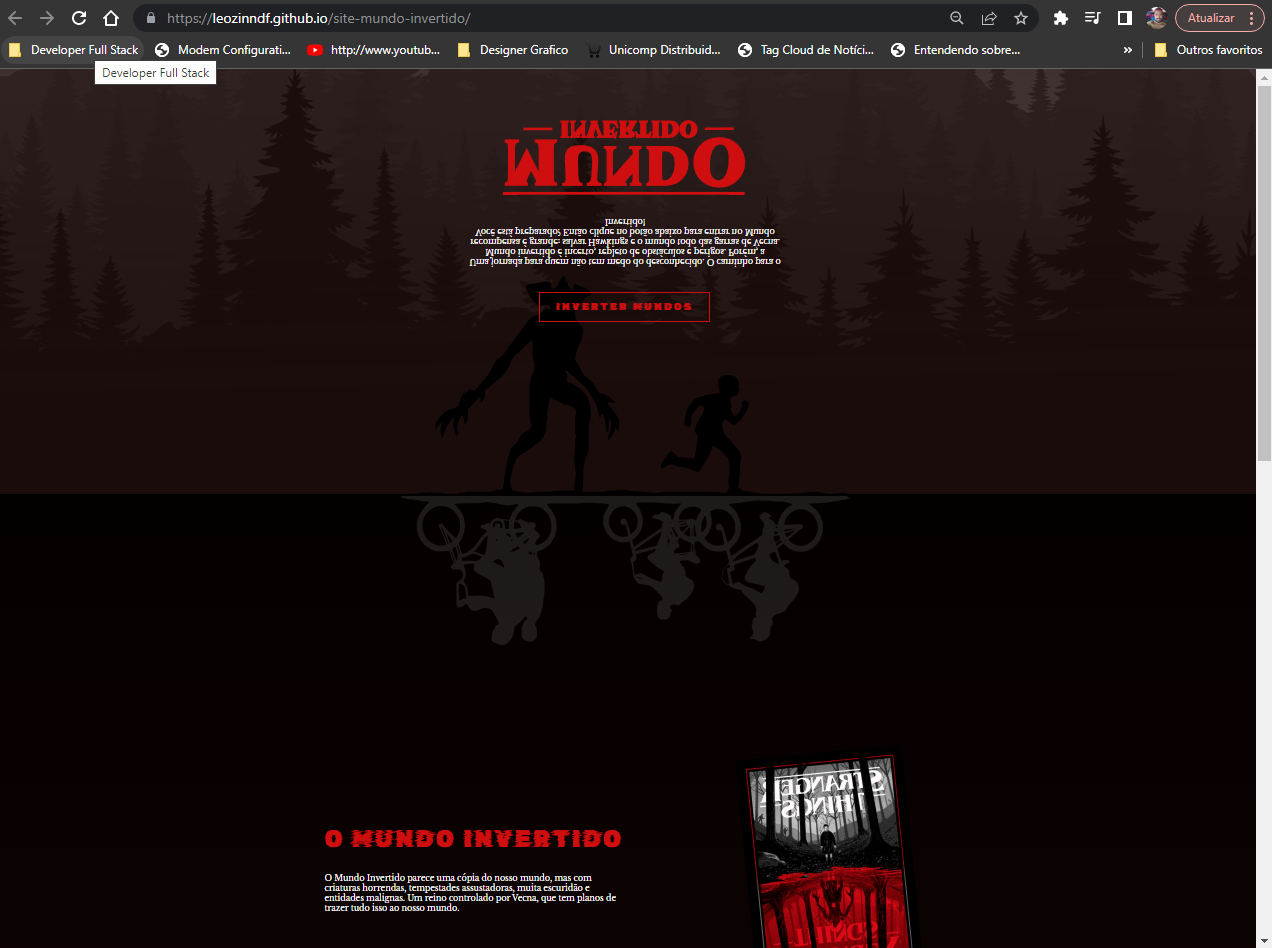 https://leozinndf.github.io/site-mundo-invertido/
Atualizar
Developer Full Stack
Modem Configurati...
http://www.youtub...
Designer Grafico
Unicomp Distribuid...
Tag Cloud de Notíci...
Entendendo sobre...
»
Outros favoritos
Developer Full Stack
MUNDO
INVERTIDO
Uma jornada para quem não tem medo do desconhecido. O caminho para o
Mundo invertido é incerto, repleto de obstáculos e perigos. Porém, a
recompensa é grande: salvar Hawkings e o mundo todo das garras de Vecna.
Você está preparado? Então clique no botão abaixo para entrar no Mundo
Invertido!
INVERTER MUNDOS
O MUNDO INVERTIDO
O Mundo Invertido parece uma cópia do nosso mundo, mas com
criaturas horrendas, tempestades assustadoras, muita escuridão e
entidades malignas. Um reino controlado por Vecna, que tem planos de
trazer tudo isso ao nosso mundo.
STRANGER
THINGS